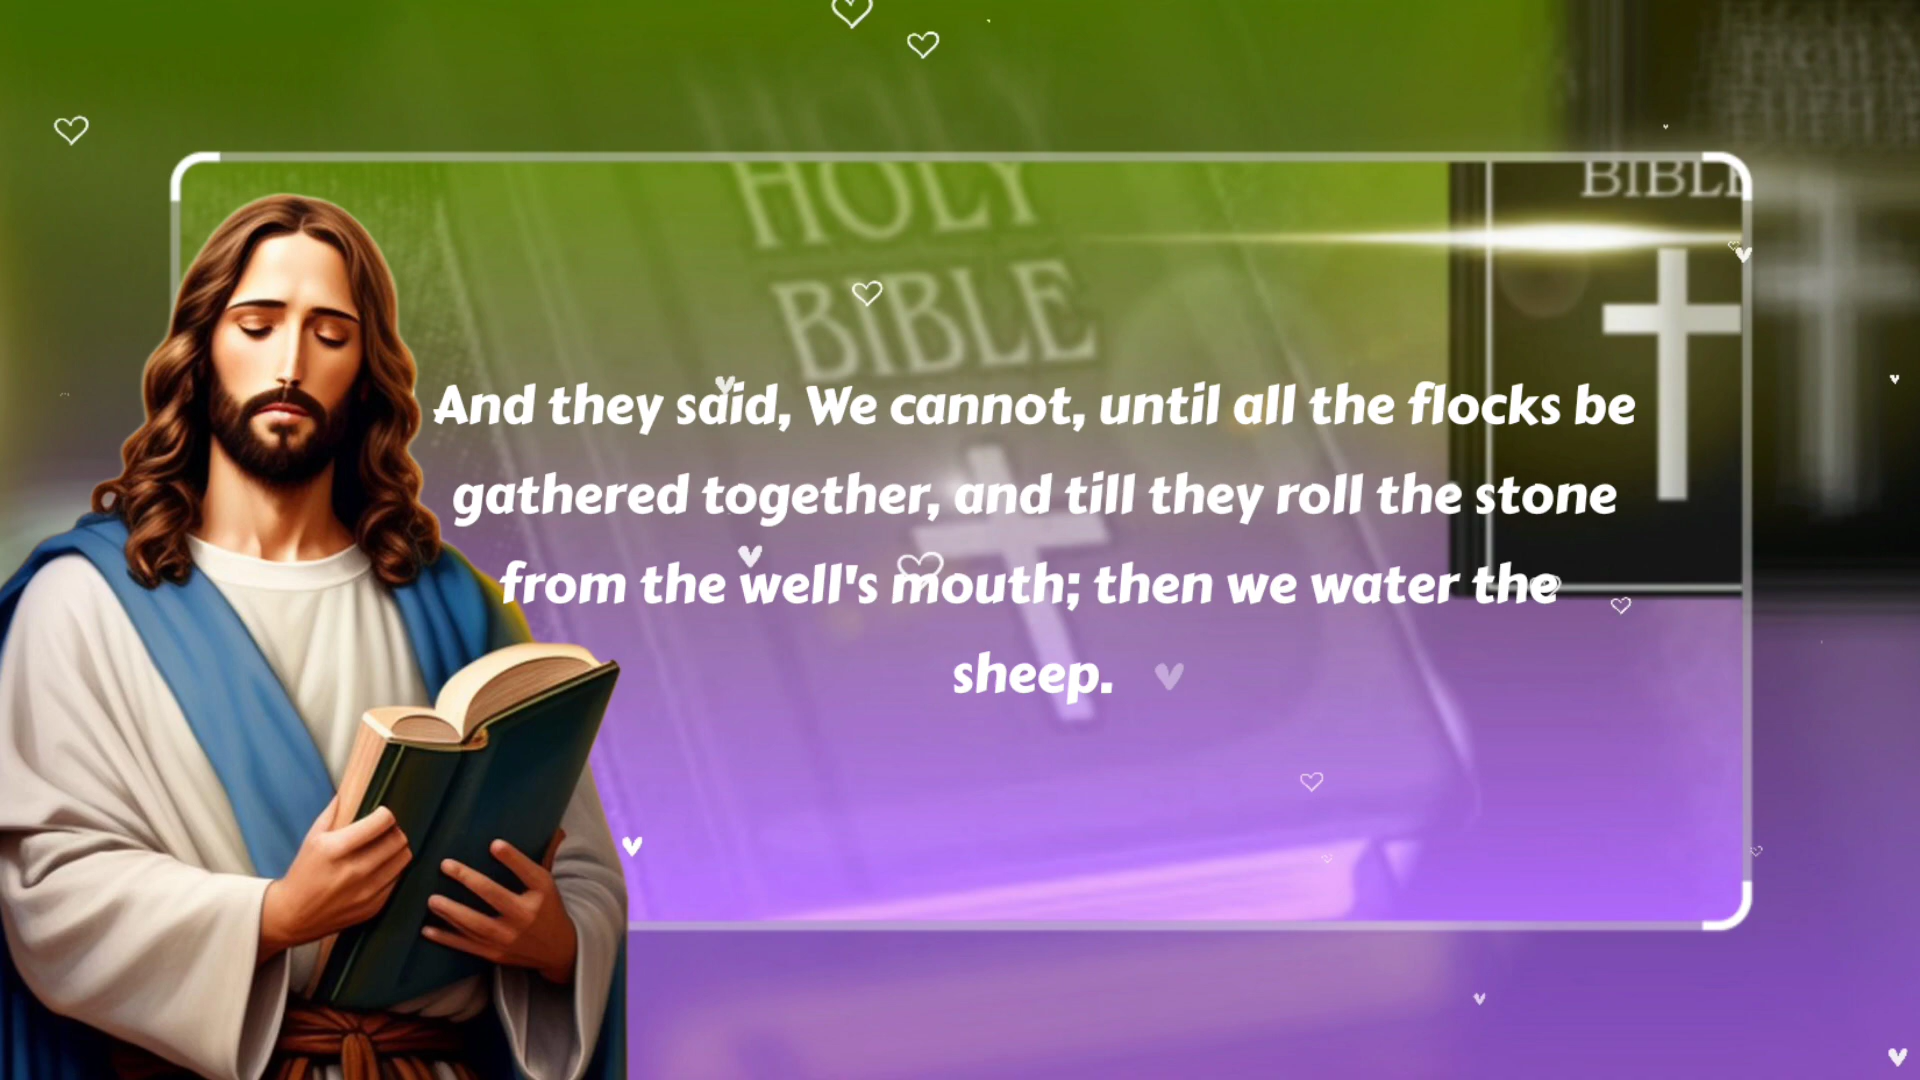 HOLY
BIBLE
BIBLE
And they said, We cannot, until all the flocks be
gathered together, and till they roll the stone
from the well's mouth; then we water the
sheep.